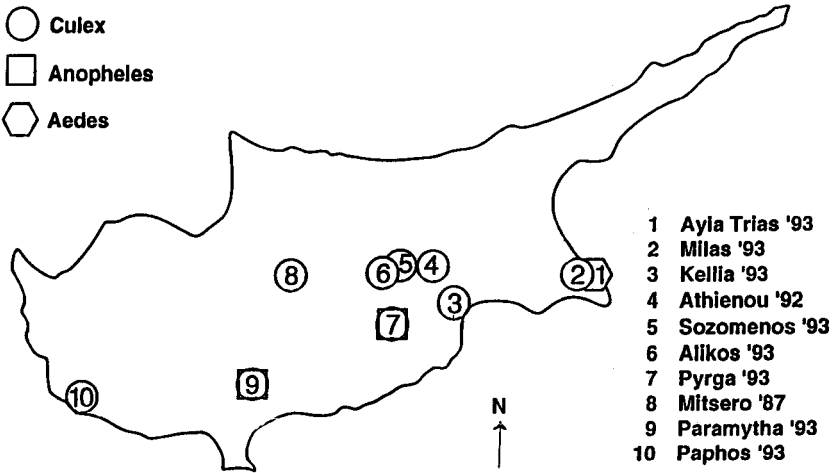 Culex
Anopheles
Aedes
8
6
5
4
2
1
3
7
9
10
N
1 Ayia Trias '93
2 Milas '93
3 Kellia '93
4 Athienou '92
5 Sozomenos '93
6 Alikos '93
7 Pyrga '93
8 Mitsero '87
9 Paramytha '93
10 Paphos '93